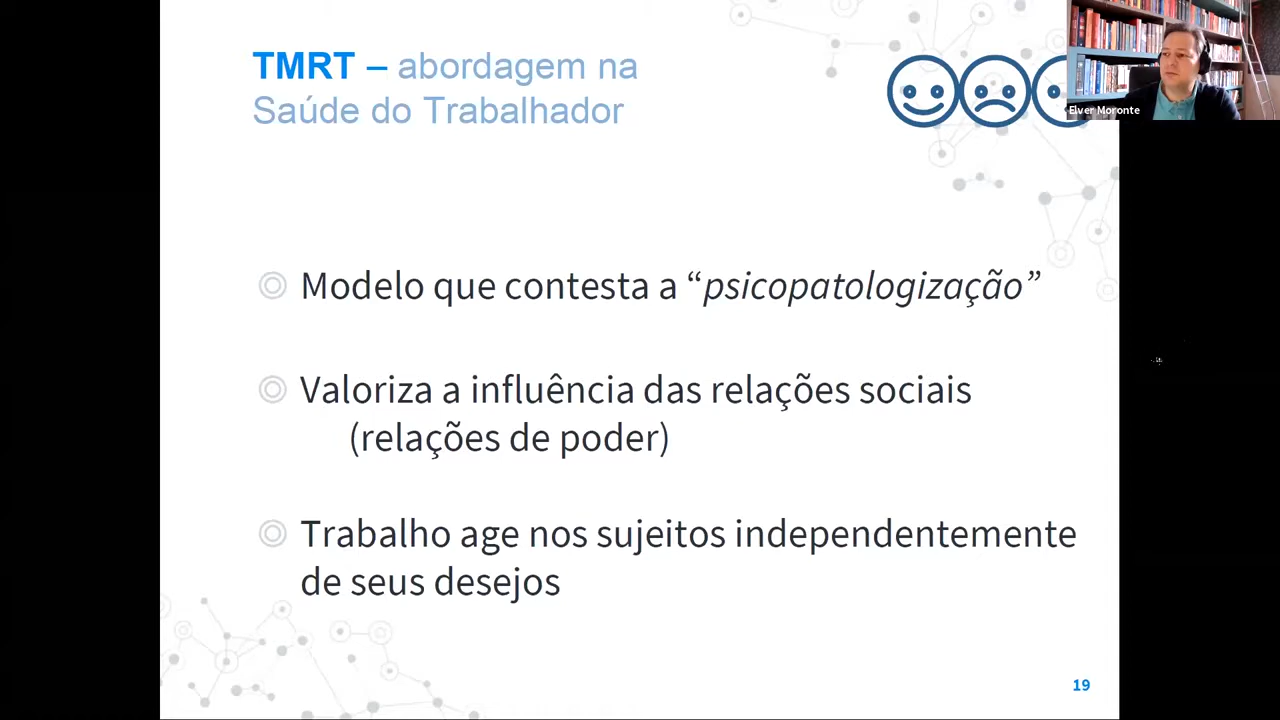 TMRT – abordagem na
Saúde do Trabalhador
Elver Moronte
Modelo que contesta a “psicopatologização”
Valoriza a influência das relações sociais
(relações de poder)
Trabalho age nos sujeitos independentemente
de seus desejos
19